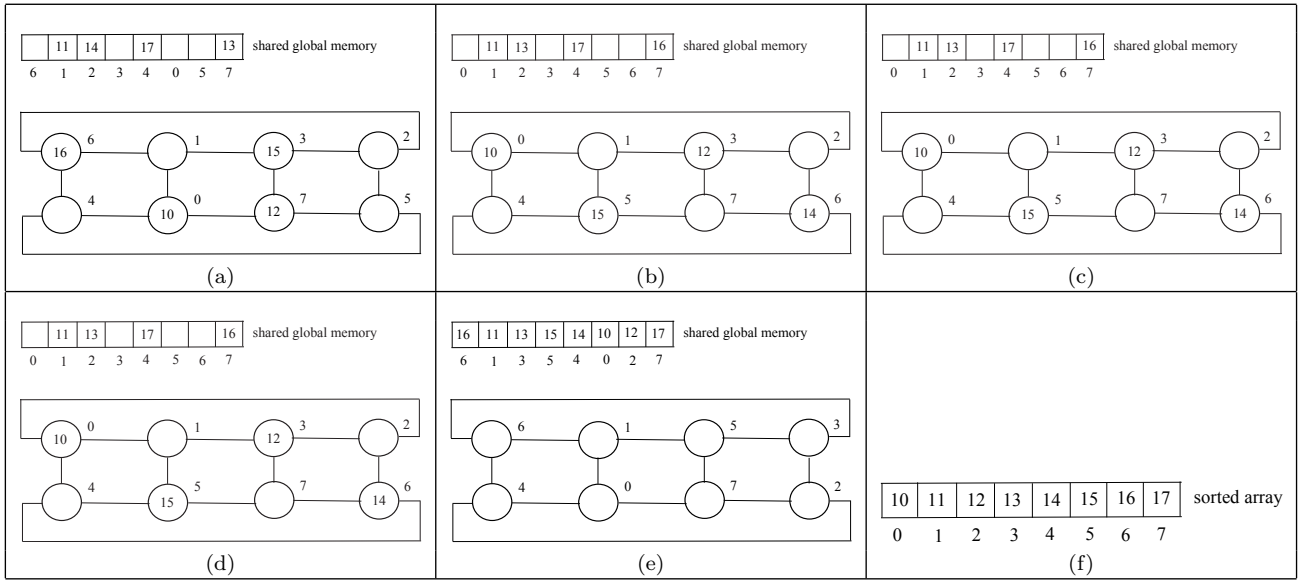 11 14 17 13 shared global memory
6 1 2 3 4 0 5 7
16 6 1 15 3 2
4 10 0 12 7 5
(a)
11 13 17 16 shared global memory
0 1 2 3 4 5 6 7
10 0 1 12 3 2
4 15 5 7 14 6
(b)
11 13 17 16 shared global memory
0 1 2 3 4 5 6 7
10 0 1 12 3 2
4 15 5 7 14 6
(c)
11 13 17 16 shared global memory
0 1 2 3 4 5 6 7
10 0 1 12 3 2
4 15 5 7 14 6
(d)
16 11 13 15 14 10 12 17 shared global memory
6 1 3 5 4 0 2 7
6 1 5 3
4 0 7 2
(e)
10 11 12 13 14 15 16 17 sorted array
0 1 2 3 4 5 6 7
(f)